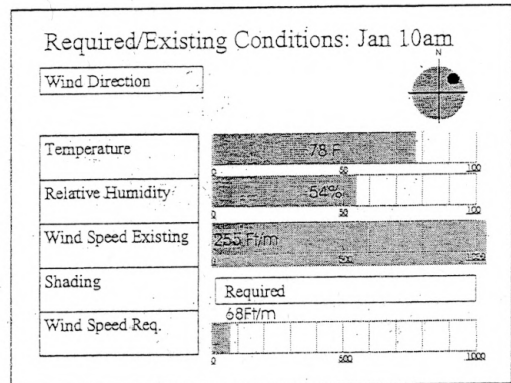 Required/Existing Conditions: Jan 10am
N
Wind Direction
Temperature
78 F
0 50 100
Relative Humidity
54%
0 50 100
Wind Speed Existing
255 Ft/m
500
Shading
Required
Wind Speed Req.
68Ft/m
0 500 1000